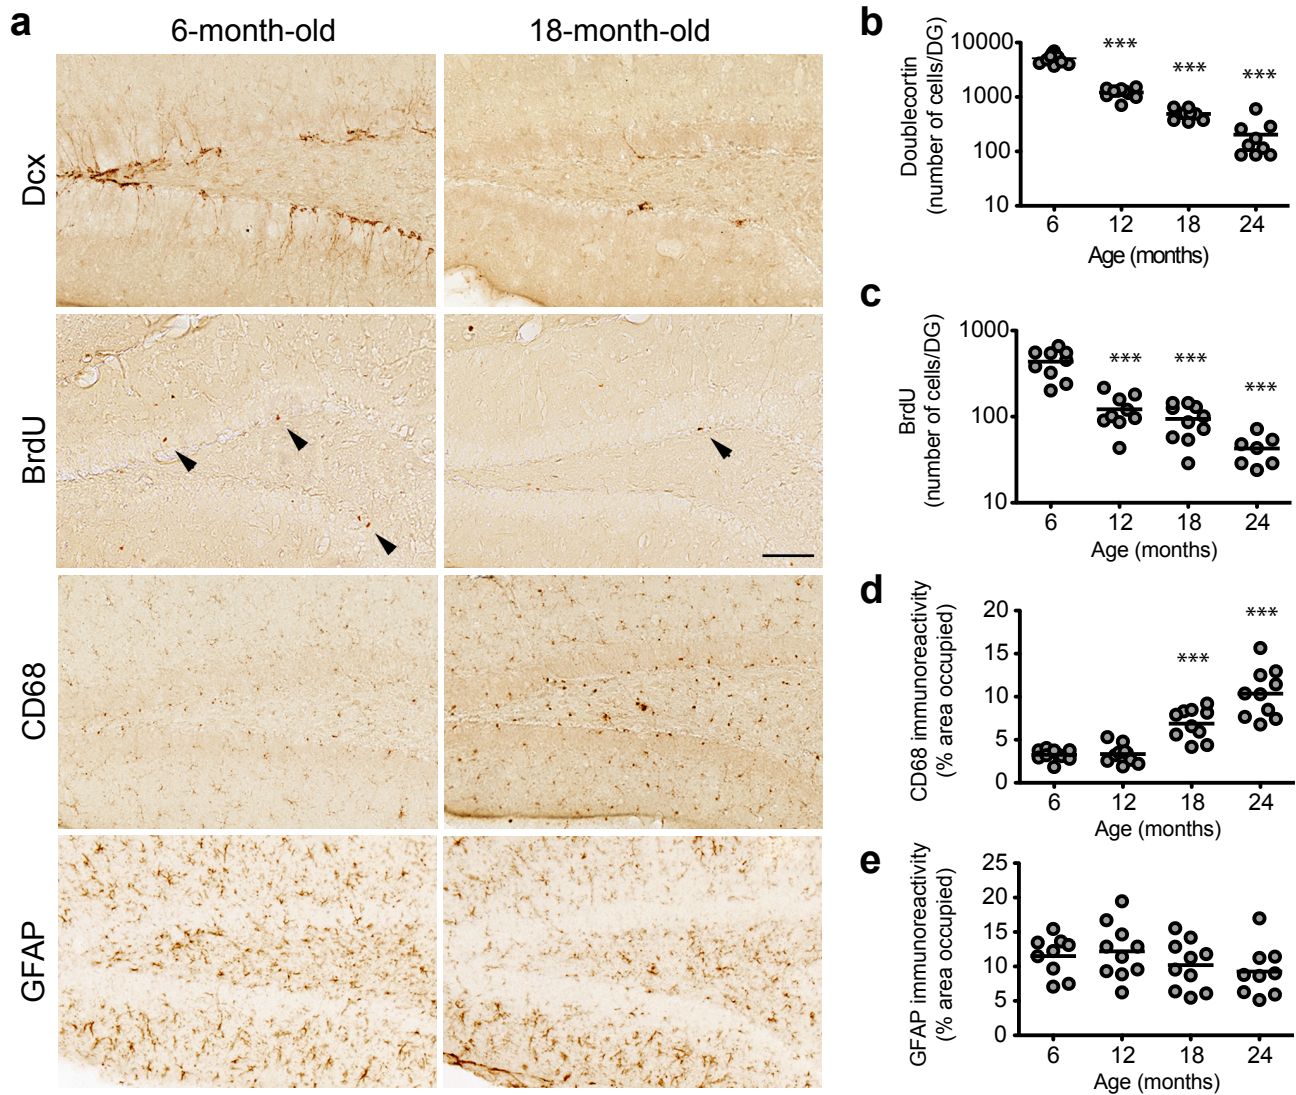 a
6-month-old
18-month-old
Dcx
BrdU
CD68
GFAP
b
Doublecortin
(number of cells/DG)
10000
1000
100
10
***
***
***
6
12
18
24
Age (months)
c
BrdU
(number of cells/DG)
1000
100
10
***
***
***
6
12
18
24
Age (months)
d
CD68 immunoreactivity
(% area occupied)
20
15
10
5
0
***
***
6
12
18
24
Age (months)
e
GFAP immunoreactivity
(% area occupied)
25
20
15
10
5
0
6
12
18
24
Age (months)